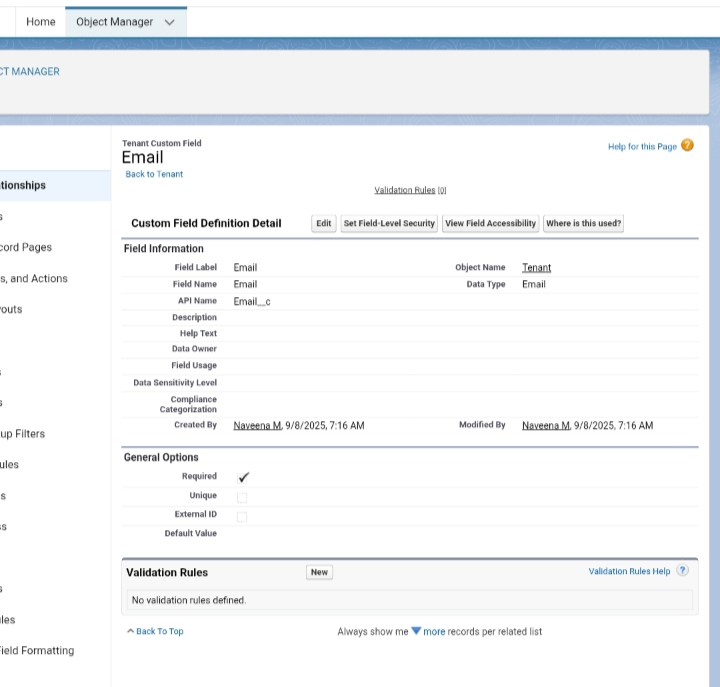 Home Object Manager
CT MANAGER
Tenant Custom Field
Email
Help for this Page
Back to Tenant
tionships
Validation Rules [0]
s
Custom Field Definition Detail Edit Set Field-Level Security View Field Accessibility Where is this used?
cord Pages
Field Information
Field Label Email Object Name Tenant
s, and Actions
Field Name Email Data Type Email
API Name Email__c
outs
Description
Help Text
Data Owner
Field Usage
s
Data Sensitivity Level
Compliance
Categorization
s
Created By Naveena M, 9/8/2025, 7:16 AM Modified By Naveena M, 9/8/2025, 7:16 AM
up Filters
General Options
ules
Required
Unique
s
External ID
ss
Default Value
Validation Rules New Validation Rules Help ?
s
No validation rules defined.
les
Back To Top Always show me more records per related list
ield Formatting